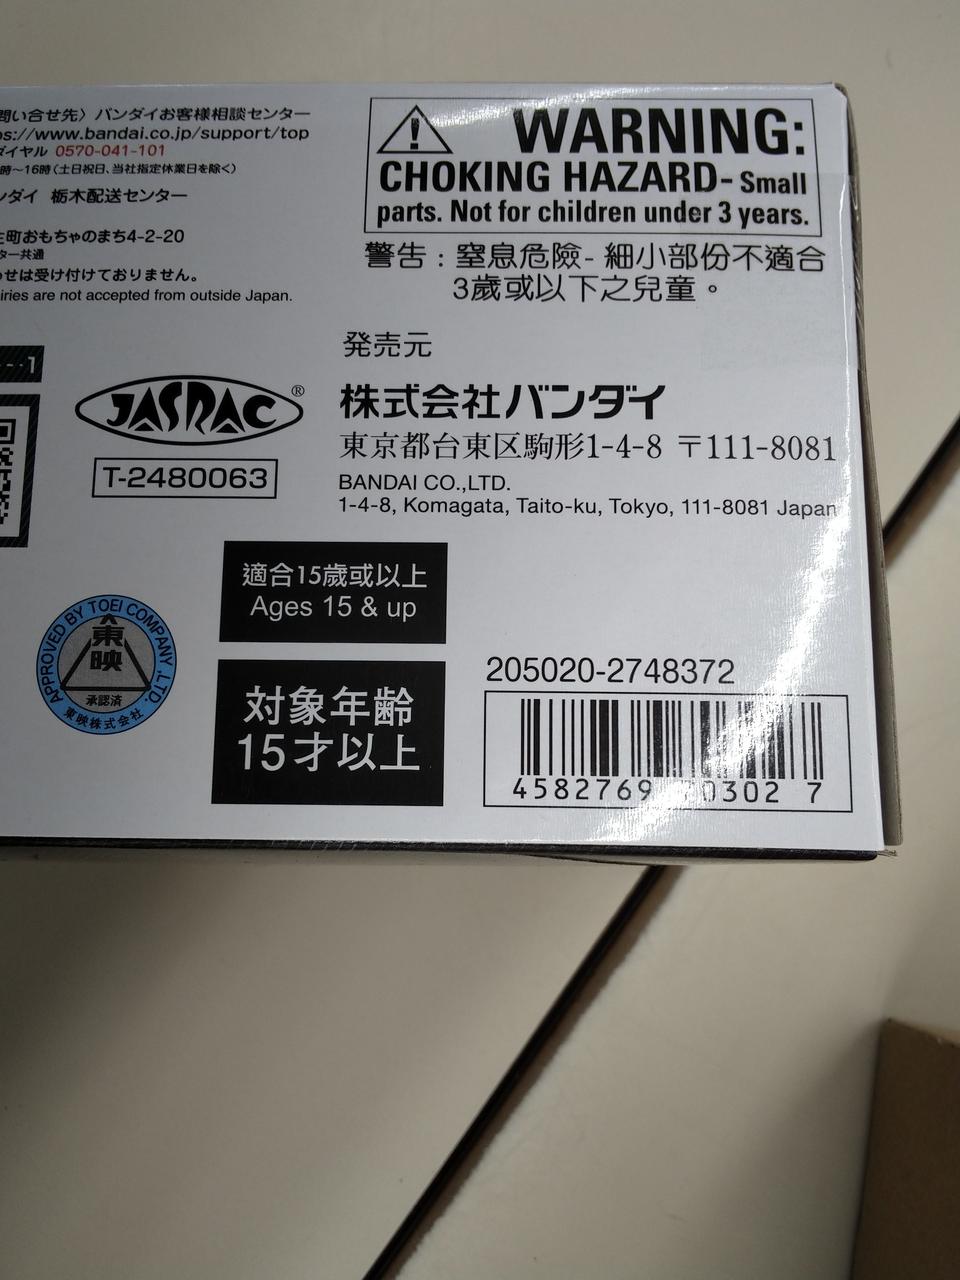 問い合せ先〉バンダイお客様相談センター
ps://www.bandai.co.jp/support/top
ダイヤル 0570-041-101
時～16時(土日祝日、当社指定休業日を除く)
ンダイ 栃木配送センター
生町おもちゃのまち4-2-20
ター共通
わせは受け付けておりません。
iries are not accepted from outside Japan.
WARNING:
CHOKING HAZARD- Small
parts. Not for children under 3 years.
警告：窒息危險- 細小部份不適合
3歲或以下之兒童。
発売元
株式会社バンダイ
東京都台東区駒形1-4-8 〒111-8081
BANDAI CO.,LTD.
1-4-8, Komagata, Taito-ku, Tokyo, 111-8081 Japan
JASRAC®
T-2480063
適合15歲或以上
Ages 15 & up
対象年齢
15才以上
APPROVED BY TOEI COMPANY, LTD.
東映
承認済
東映株式会社
205020-2748372
4582769 0302 7